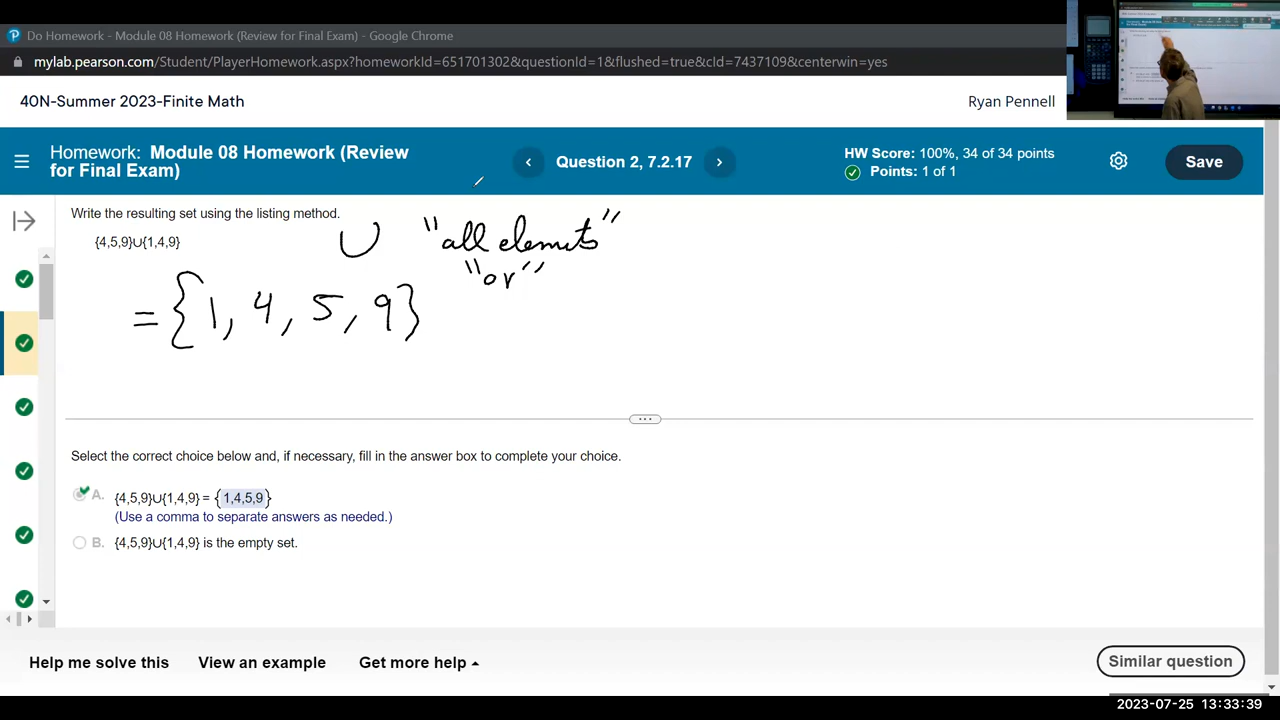 Do Homework - Module 08 Homework (Review for Final Exam) - Google Chrome
mylab.pearson.com/Student/PlayerHomework.aspx?homeworkId=651701302&questionId=1&flushed=true&cId=7437109&centerwin=yes
40N-Summer 2023-Finite Math
Ryan Pennell
Homework: Module 08 Homework (Review for Final Exam)
Question 2, 7.2.17
HW Score: 100%, 34 of 34 points
Points: 1 of 1
Save
Write the resulting set using the listing method.
{4,5,9}∪{1,4,9}
∪ "all elements"
"or"
= {1, 4, 5, 9}
Select the correct choice below and, if necessary, fill in the answer box to complete your choice.
A. {4,5,9}∪{1,4,9} = {1,4,5,9}
(Use a comma to separate answers as needed.)
B. {4,5,9}∪{1,4,9} is the empty set.
Help me solve this
View an example
Get more help
Similar question
2023-07-25 13:33:39